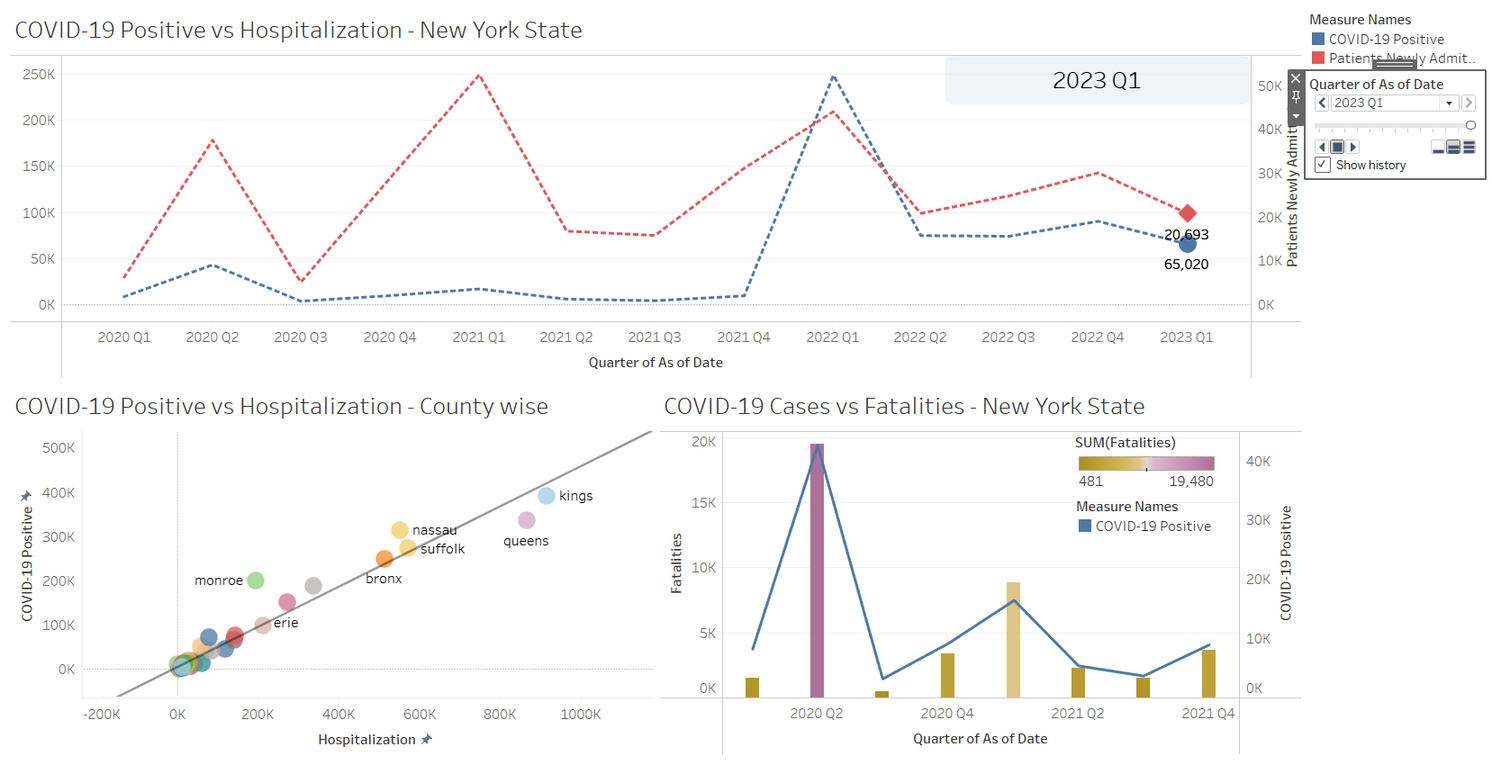 COVID-19 Positive vs Hospitalization - New York State
250K
200K
150K
100K
50K
0K
2023 Q1
20,693
65,020
50K
40K
30K
20K
10K
0K
Patients Newly Admit
2020 Q1 2020 Q2 2020 Q3 2020 Q4 2021 Q1 2021 Q2 2021 Q3 2021 Q4 2022 Q1 2022 Q2 2022 Q3 2022 Q4 2023 Q1
Quarter of As of Date
Measure Names
COVID-19 Positive
Patients Newly Admit..
Quarter of As of Date
2023 Q1
Show history
COVID-19 Positive vs Hospitalization - County wise
COVID-19 Positive
500K
400K
300K
200K
100K
0K
kings
nassau
queens
suffolk
bronx
monroe
erie
-200K 0K 200K 400K 600K 800K 1000K
Hospitalization
COVID-19 Cases vs Fatalities - New York State
Fatalities
20K
15K
10K
5K
0K
SUM(Fatalities)
481 19,480
Measure Names
COVID-19 Positive
40K
30K
20K
10K
0K
COVID-19 Positive
2020 Q2 2020 Q4 2021 Q2 2021 Q4
Quarter of As of Date